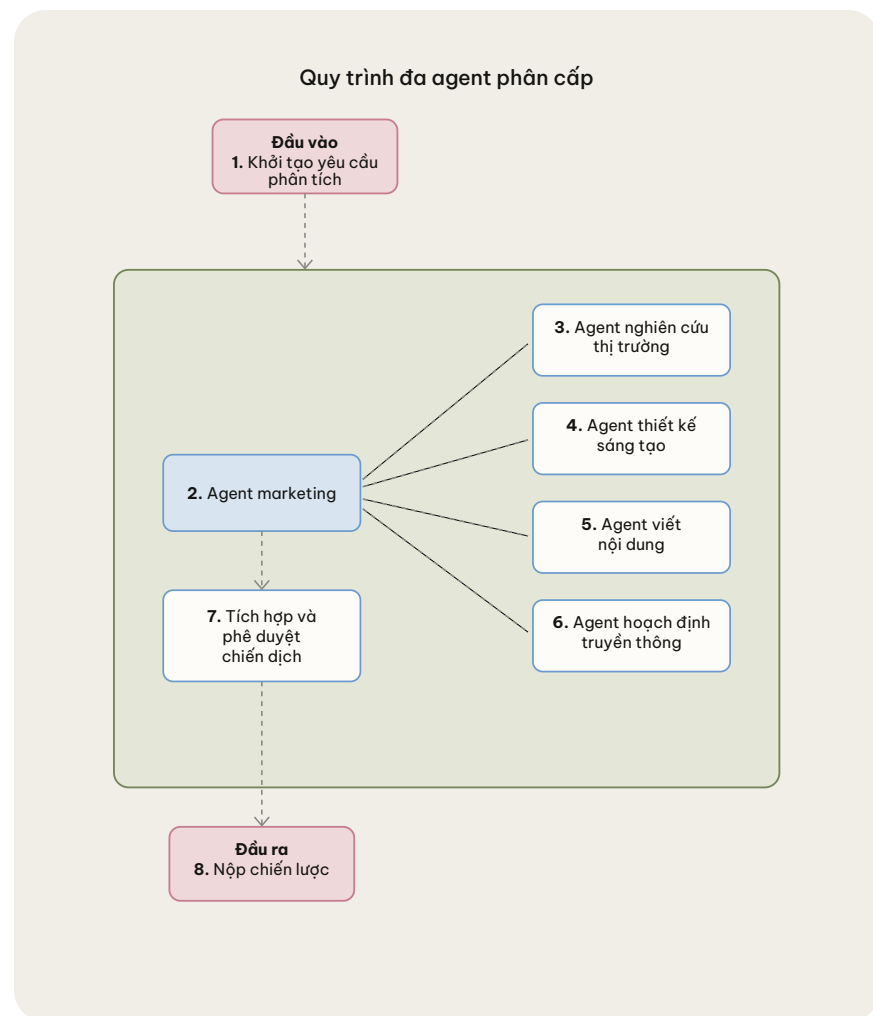 Quy trình đa agent phân cấp
Đầu vào
1. Khởi tạo yêu cầu
phân tích
2. Agent marketing
3. Agent nghiên cứu
thị trường
4. Agent thiết kế
sáng tạo
5. Agent viết
nội dung
6. Agent hoạch định
truyền thông
7. Tích hợp và
phê duyệt
chiến dịch
Đầu ra
8. Nộp chiến lược